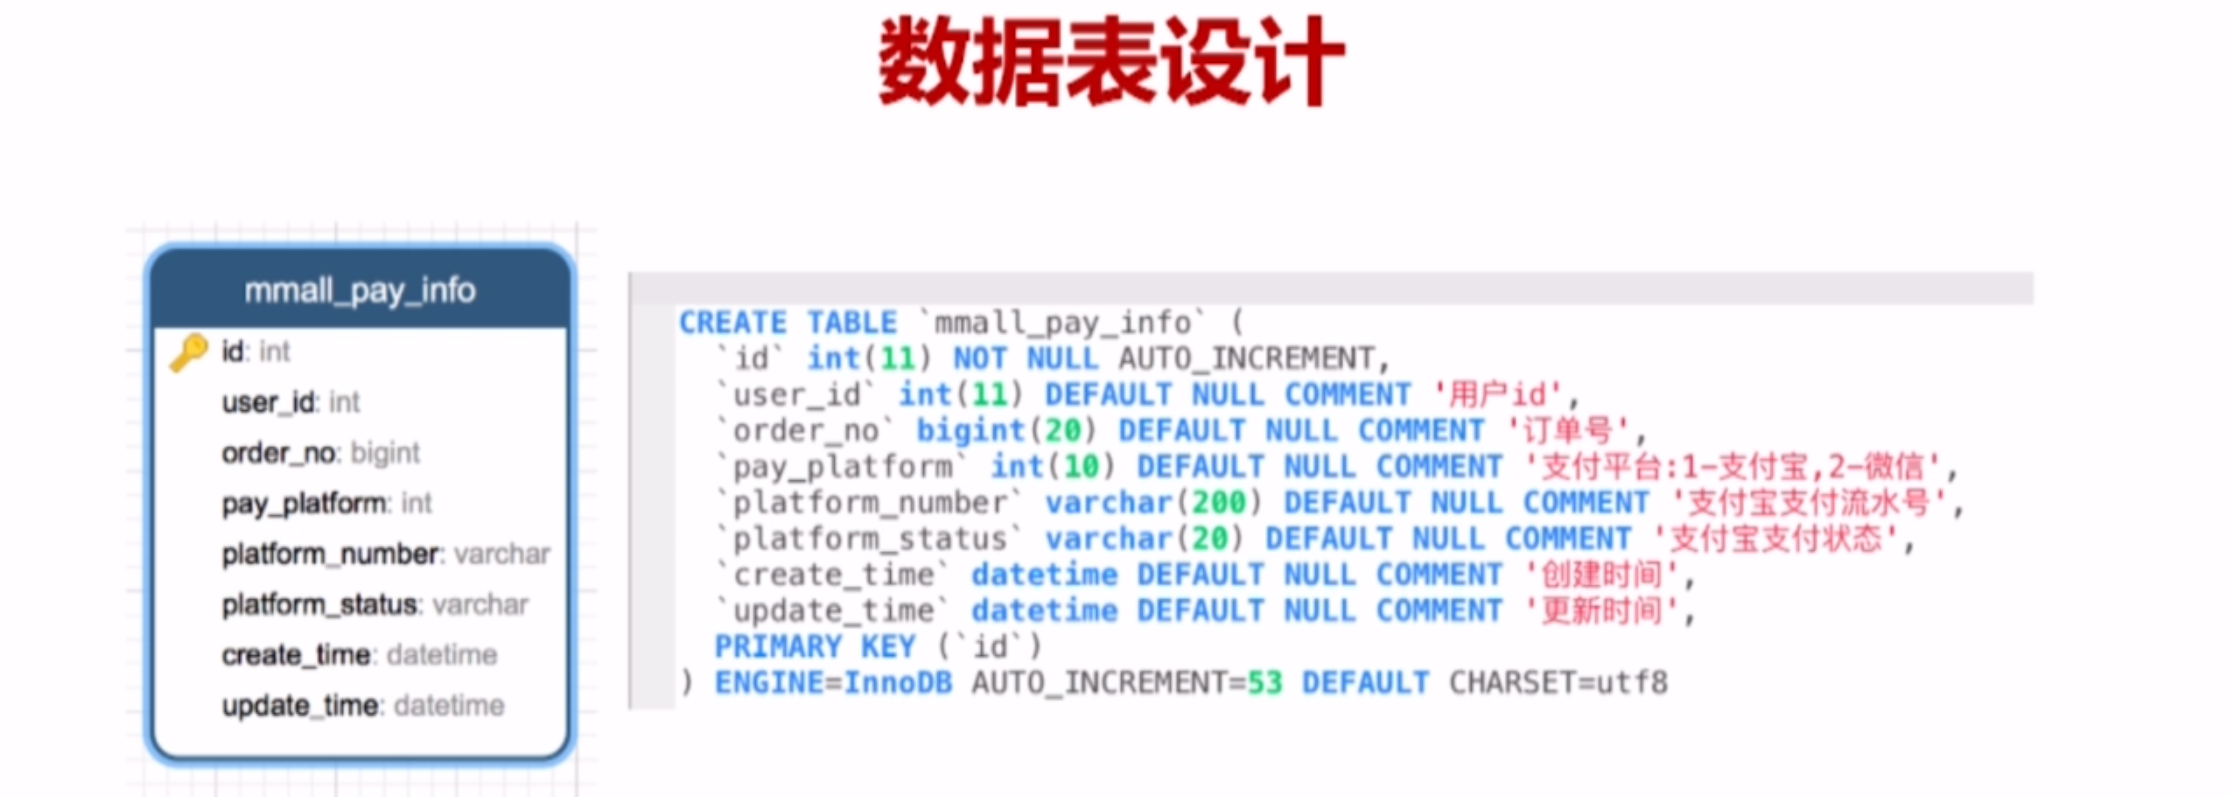 数据表设计
mmall_pay_info
id: int
user_id: int
order_no: bigint
pay_platform: int
platform_number: varchar
platform_status: varchar
create_time: datetime
update_time: datetime
CREATE TABLE `mmall_pay_info` (
  `id` int(11) NOT NULL AUTO_INCREMENT,
  `user_id` int(11) DEFAULT NULL COMMENT '用户id',
  `order_no` bigint(20) DEFAULT NULL COMMENT '订单号',
  `pay_platform` int(10) DEFAULT NULL COMMENT '支付平台:1-支付宝,2-微信',
  `platform_number` varchar(200) DEFAULT NULL COMMENT '支付宝支付流水号',
  `platform_status` varchar(20) DEFAULT NULL COMMENT '支付宝支付状态',
  `create_time` datetime DEFAULT NULL COMMENT '创建时间',
  `update_time` datetime DEFAULT NULL COMMENT '更新时间',
  PRIMARY KEY (`id`)
) ENGINE=InnoDB AUTO_INCREMENT=53 DEFAULT CHARSET=utf8